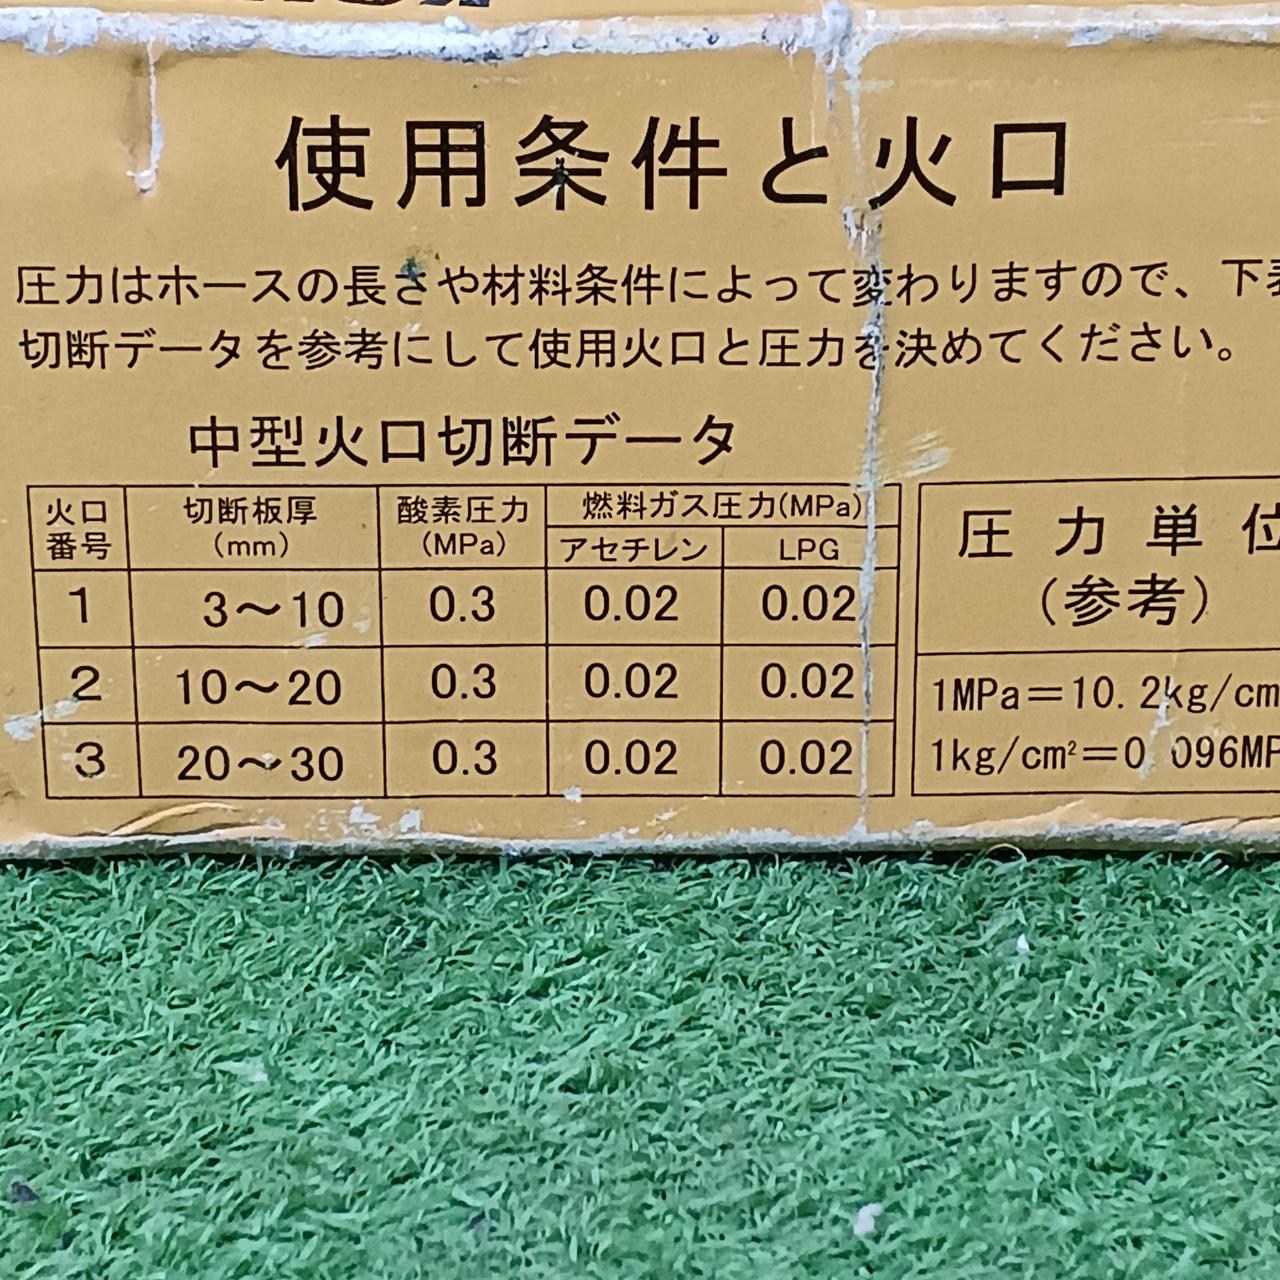 使用条件と火口
圧力はホースの長さや材料条件によって変わりますので、下表
切断データを参考にして使用火口と圧力を決めてください。
中型火口切断データ
火口番号 切断板厚(mm) 酸素圧力(MPa) 燃料ガス圧力(MPa)
アセチレン LPG
1 3〜10 0.3 0.02 0.02
2 10〜20 0.3 0.02 0.02
3 20〜30 0.3 0.02 0.02
圧力単位
(参考)
1MPa=10.2kg/cm
1kg/cm²=0.096MP